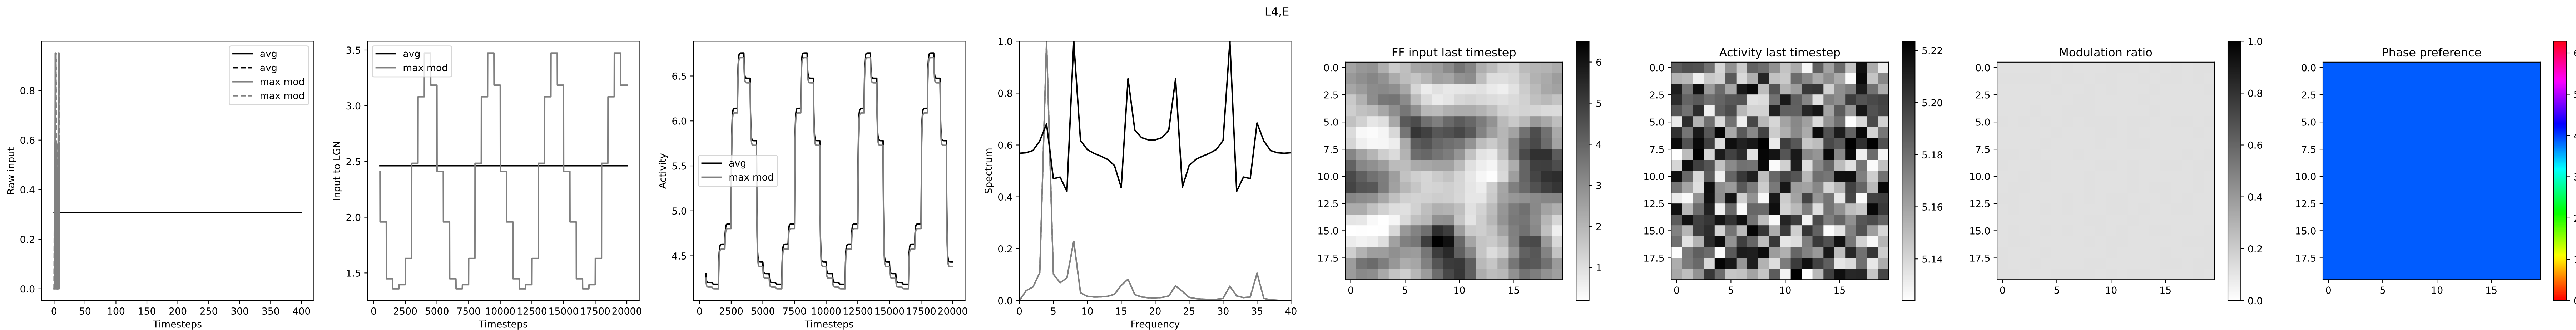 L4,E
Raw input
0.8
0.6
0.4
0.2
0.0
avg
avg
max mod
max mod
0 50 100 150 200 250 300 350 400
Timesteps
Input to LGN
3.5
3.0
2.5
2.0
1.5
avg
max mod
0 2500 5000 7500 10000 12500 15000 17500 20000
Timesteps
Activity
6.5
6.0
5.5
5.0
4.5
avg
max mod
0 2500 5000 7500 10000 12500 15000 17500 20000
Timesteps
Spectrum
1.0
0.8
0.6
0.4
0.2
0.0
0 5 10 15 20 25 30 35 40
Frequency
FF input last timestep
0.0
2.5
5.0
7.5
10.0
12.5
15.0
17.5
0 5 10 15
6
5
4
3
2
1
Activity last timestep
0.0
2.5
5.0
7.5
10.0
12.5
15.0
17.5
0 5 10 15
5.22
5.20
5.18
5.16
5.14
Modulation ratio
0.0
2.5
5.0
7.5
10.0
12.5
15.0
17.5
0 5 10 15
1.0
0.8
0.6
0.4
0.2
0.0
Phase preference
0.0
2.5
5.0
7.5
10.0
12.5
15.0
17.5
0 5 10 15